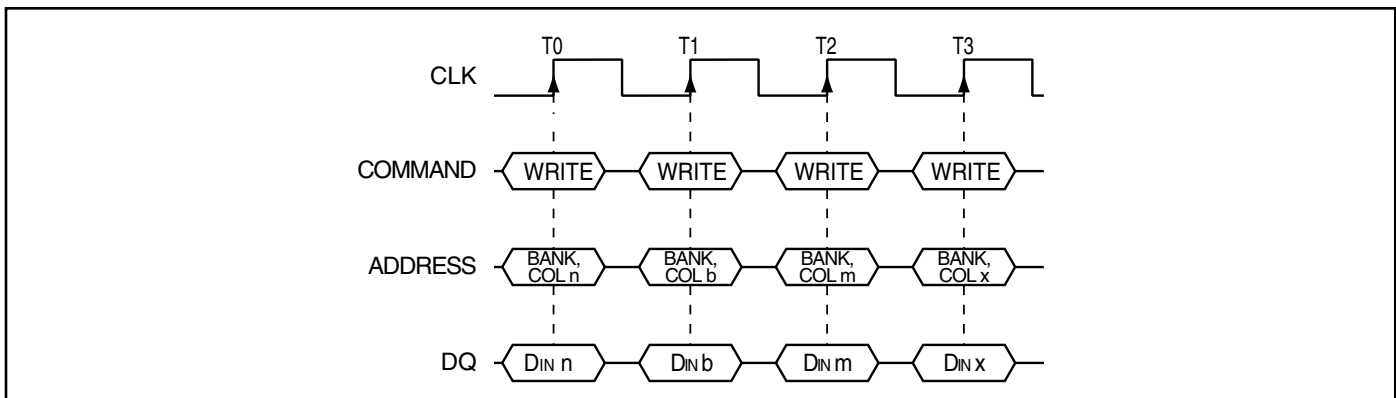 T0 T1 T2 T3
CLK
COMMAND WRITE WRITE WRITE WRITE
ADDRESS BANK, COL n BANK, COL b BANK, COL m BANK, COL x
DQ DIN n DIN b DIN m DIN x